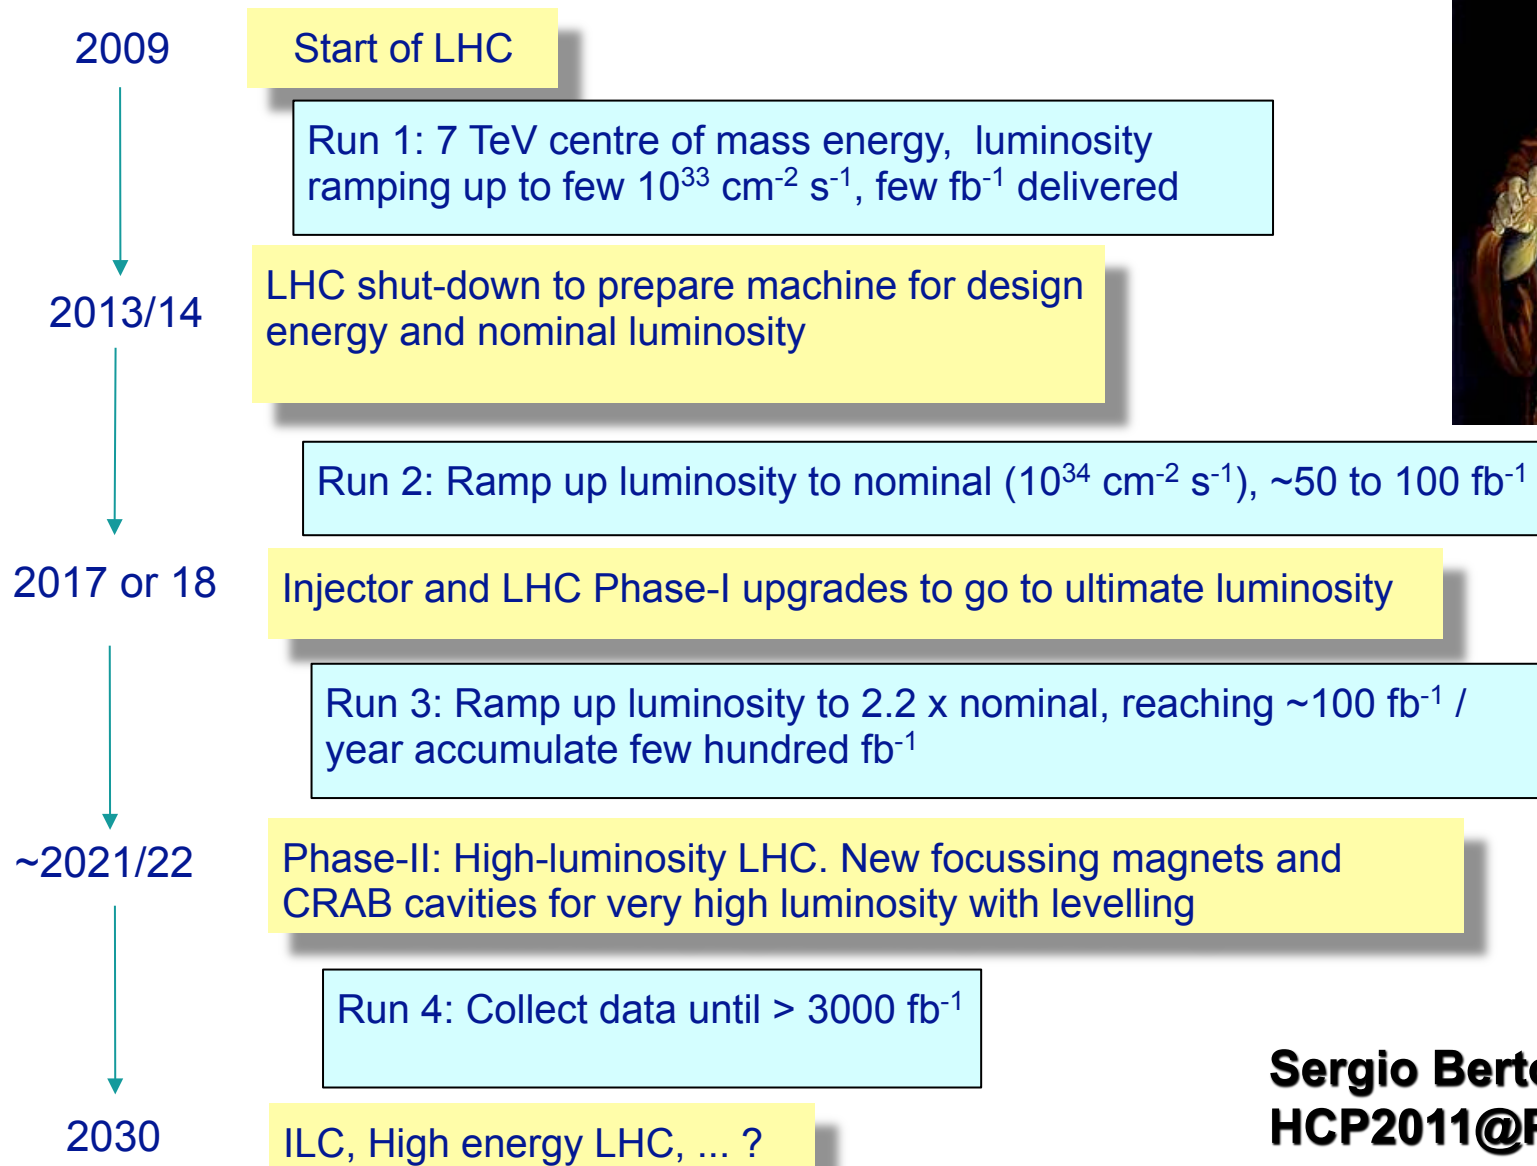 2009
Start of LHC
Run 1: 7 TeV centre of mass energy, luminosity
ramping up to few 10³³ cm⁻² s⁻¹, few fb⁻¹ delivered
2013/14
LHC shut-down to prepare machine for design
energy and nominal luminosity
Run 2: Ramp up luminosity to nominal (10³⁴ cm⁻² s⁻¹), ~50 to 100 fb⁻¹
2017 or 18
Injector and LHC Phase-I upgrades to go to ultimate luminosity
Run 3: Ramp up luminosity to 2.2 x nominal, reaching ~100 fb⁻¹ /
year accumulate few hundred fb⁻¹
~2021/22
Phase-II: High-luminosity LHC. New focussing magnets and
CRAB cavities for very high luminosity with levelling
Run 4: Collect data until > 3000 fb⁻¹
2030
ILC, High energy LHC, ... ?
Sergio
HCP2011@